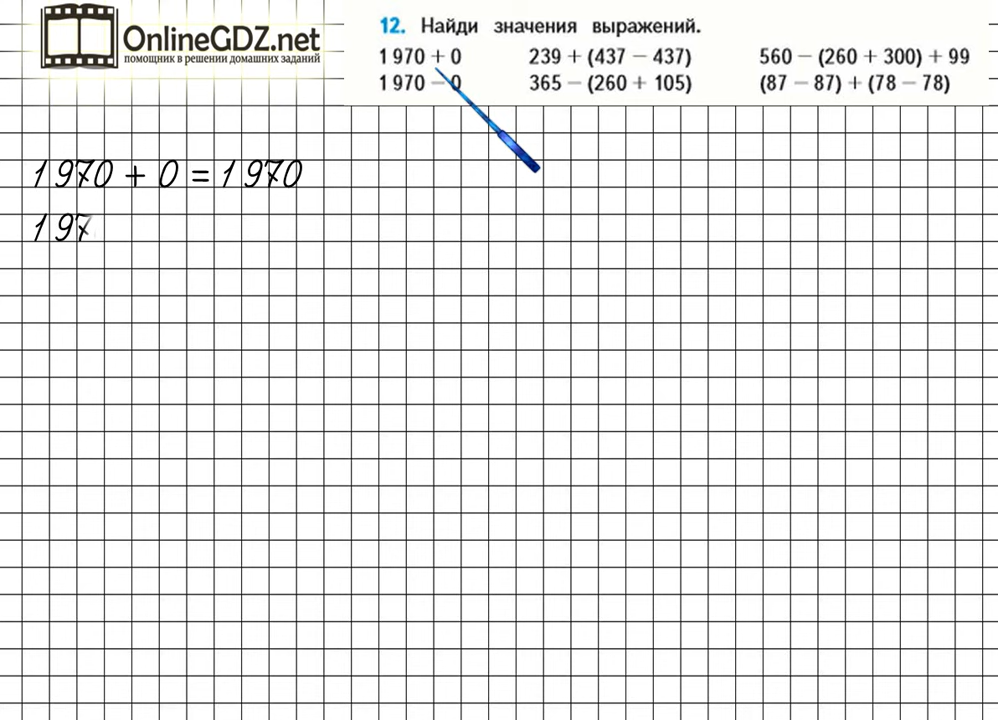 OnlineGDZ.net
помощник в решении домашних заданий
12. Найди значения выражений.
1 970 + 0 239 + (437 − 437) 560 − (260 + 300) + 99
1 970 − 0 365 − (260 + 105) (87 − 87) + (78 − 78)
1 970 + 0 = 1 970
1 97